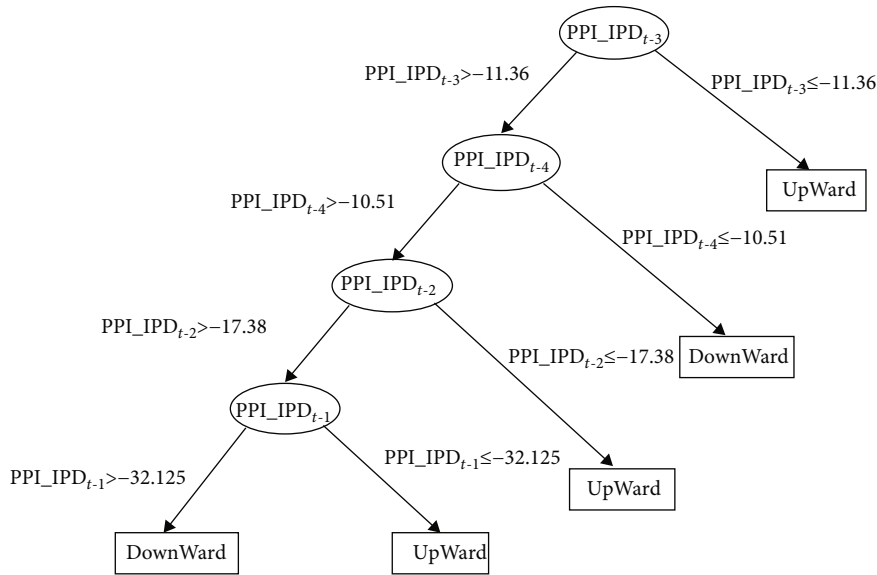 PPI_IPDt-3
PPI_IPDt-3>−11.36
PPI_IPDt-3≤−11.36
PPI_IPDt-4
UpWard
PPI_IPDt-4>−10.51
PPI_IPDt-4≤−10.51
PPI_IPDt-2
PPI_IPDt-2>−17.38
PPI_IPDt-2≤−17.38
DownWard
PPI_IPDt-1
PPI_IPDt-1>−32.125
PPI_IPDt-1≤−32.125
UpWard
DownWard
UpWard